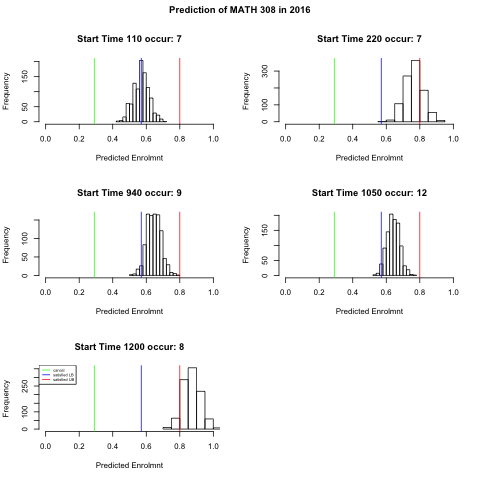 Prediction of MATH 308 in 2016
Start Time 110 occur: 7
Frequency
0 50 150
0.0 0.2 0.4 0.6 0.8 1.0
Predicted Enrolmnt
Start Time 220 occur: 7
Frequency
0 100 300
0.0 0.2 0.4 0.6 0.8 1.0
Predicted Enrolmnt
Start Time 940 occur: 9
Frequency
0 50 100
0.0 0.2 0.4 0.6 0.8 1.0
Predicted Enrolmnt
Start Time 1050 occur: 12
Frequency
0 50 150
0.0 0.2 0.4 0.6 0.8 1.0
Predicted Enrolmnt
Start Time 1200 occur: 8
Frequency
0 50 150 250
0.0 0.2 0.4 0.6 0.8 1.0
Predicted Enrolmnt
satisfied LB
satisfied UB